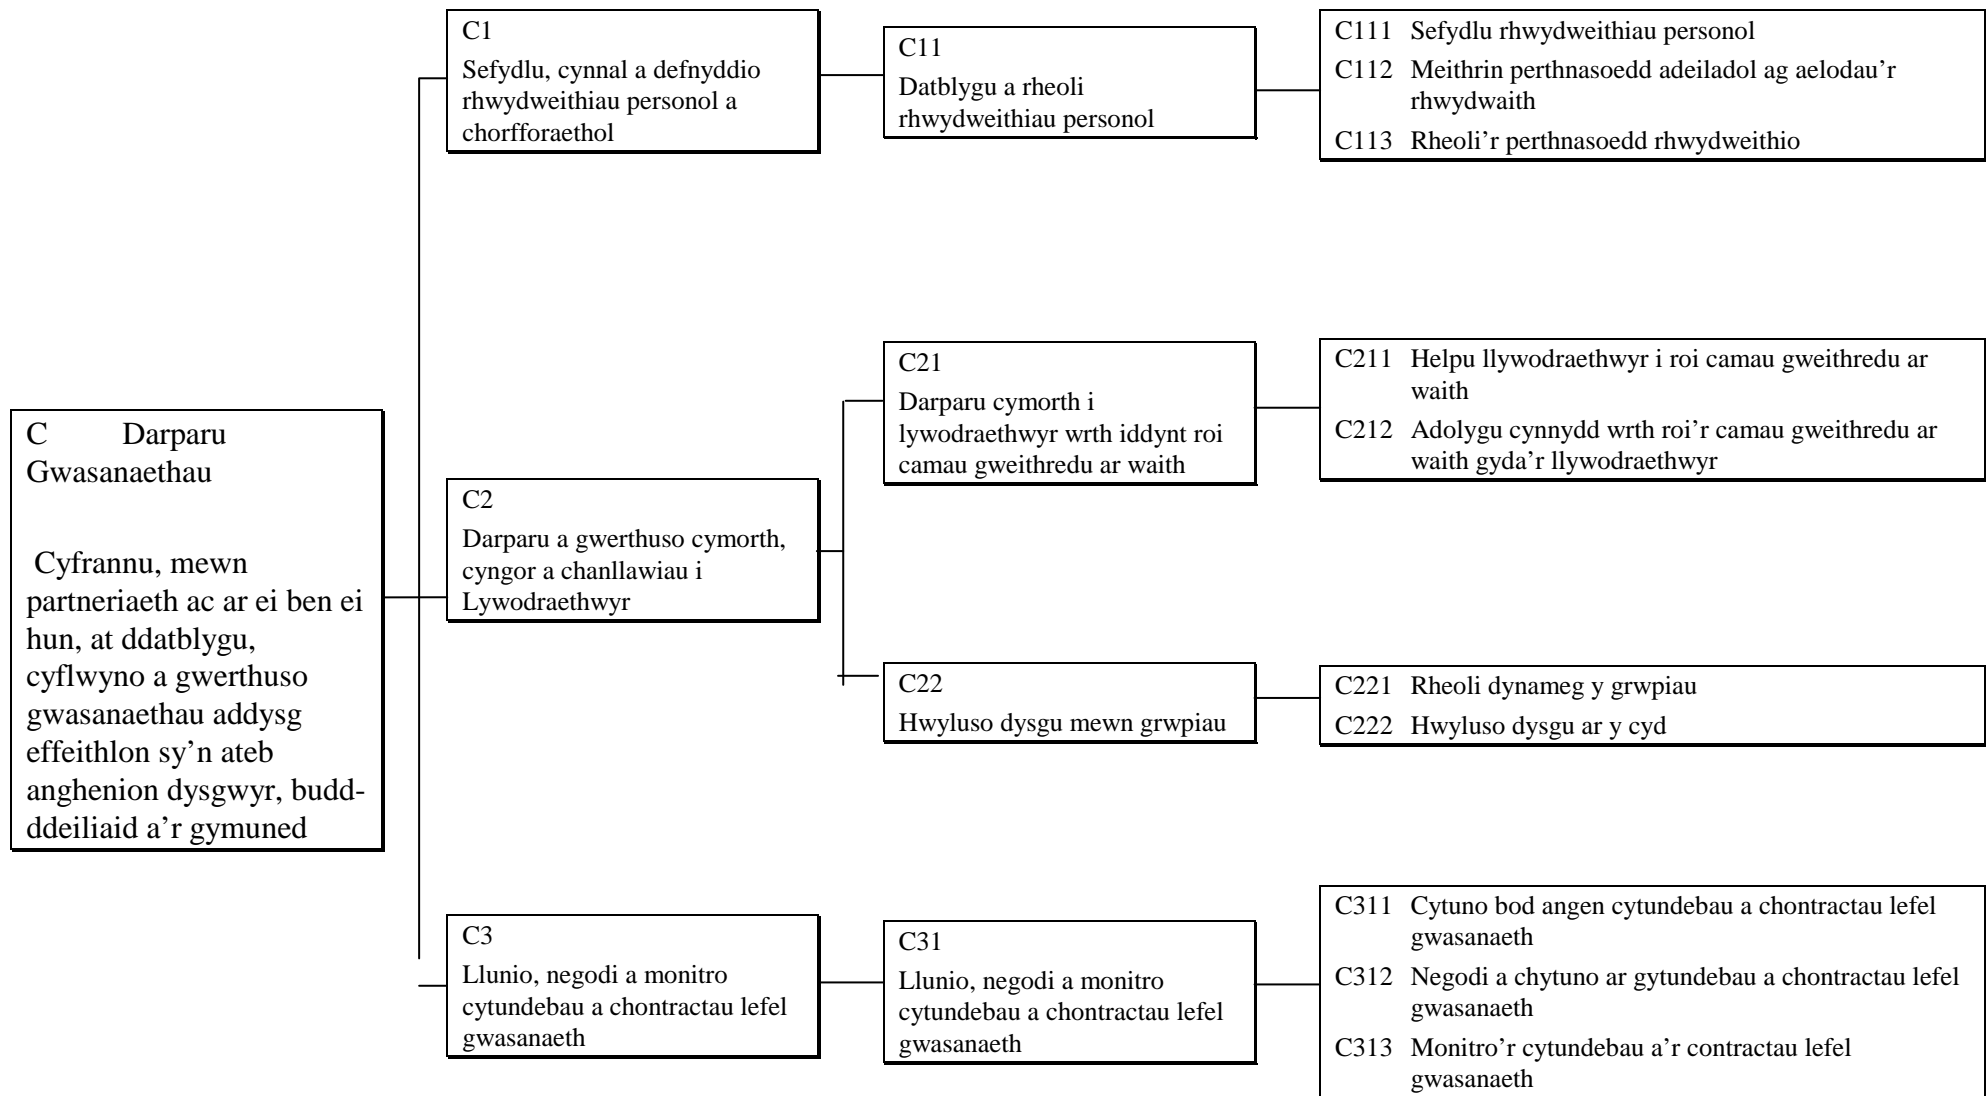 C Darparu
Gwasanaethau
Cyfrannu, mewn
partneriaeth ac ar ei ben ei
hun, at ddatblygu,
cyflwyno a gwerthuso
gwasanaethau addysg
effeithlon sy’n ateb
anghenion dysgwyr, budd-
ddeiliaid a’r gymuned
C1
Sefydlu, cynnal a defnyddio
rhwydweithiau personol a
chorfforaethol
C11
Datblygu a rheoli
rhwydweithiau personol
C111 Sefydlu rhwydweithiau personol
C112 Meithrin perthnasoedd adeiladol ag aelodau’r
rhwydwaith
C113 Rheoli’r perthnasoedd rhwydweithio
C2
Darparu a gwerthuso cymorth,
cyngor a chanllawiau i
Lywodraethwyr
C21
Darparu cymorth i
lywodraethwyr wrth iddynt roi
camau gweithredu ar waith
C211 Helpu llywodraethwyr i roi camau gweithredu ar
waith
C212 Adolygu cynnydd wrth roi’r camau gweithredu ar
waith gyda’r llywodraethwyr
C22
Hwyluso dysgu mewn grwpiau
C221 Rheoli dynameg y grwpiau
C222 Hwyluso dysgu ar y cyd
C3
Llunio, negodi a monitro
cytundebau a chontractau lefel
gwasanaeth
C31
Llunio, negodi a monitro
cytundebau a chontractau lefel
gwasanaeth
C311 Cytuno bod angen cytundebau a chontractau lefel
gwasanaeth
C312 Negodi a chytuno ar gytundebau a chontractau lefel
gwasanaeth
C313 Monitro’r cytundebau a’r contractau lefel
gwasanaeth